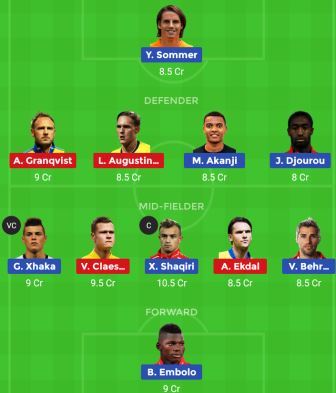 Y. Sommer
8.5 Cr
DEFENDER
A. Granqvist L. Augustin... M. Akanji J. Djourou
9 Cr 8.5 Cr 8.5 Cr 8 Cr
MID-FIELDER
VC C
G. Xhaka V. Claes... X. Shaqiri A. Ekdal V. Behr...
9 Cr 9.5 Cr 10.5 Cr 8.5 Cr 8.5 Cr
FORWARD
B. Embolo
9 Cr